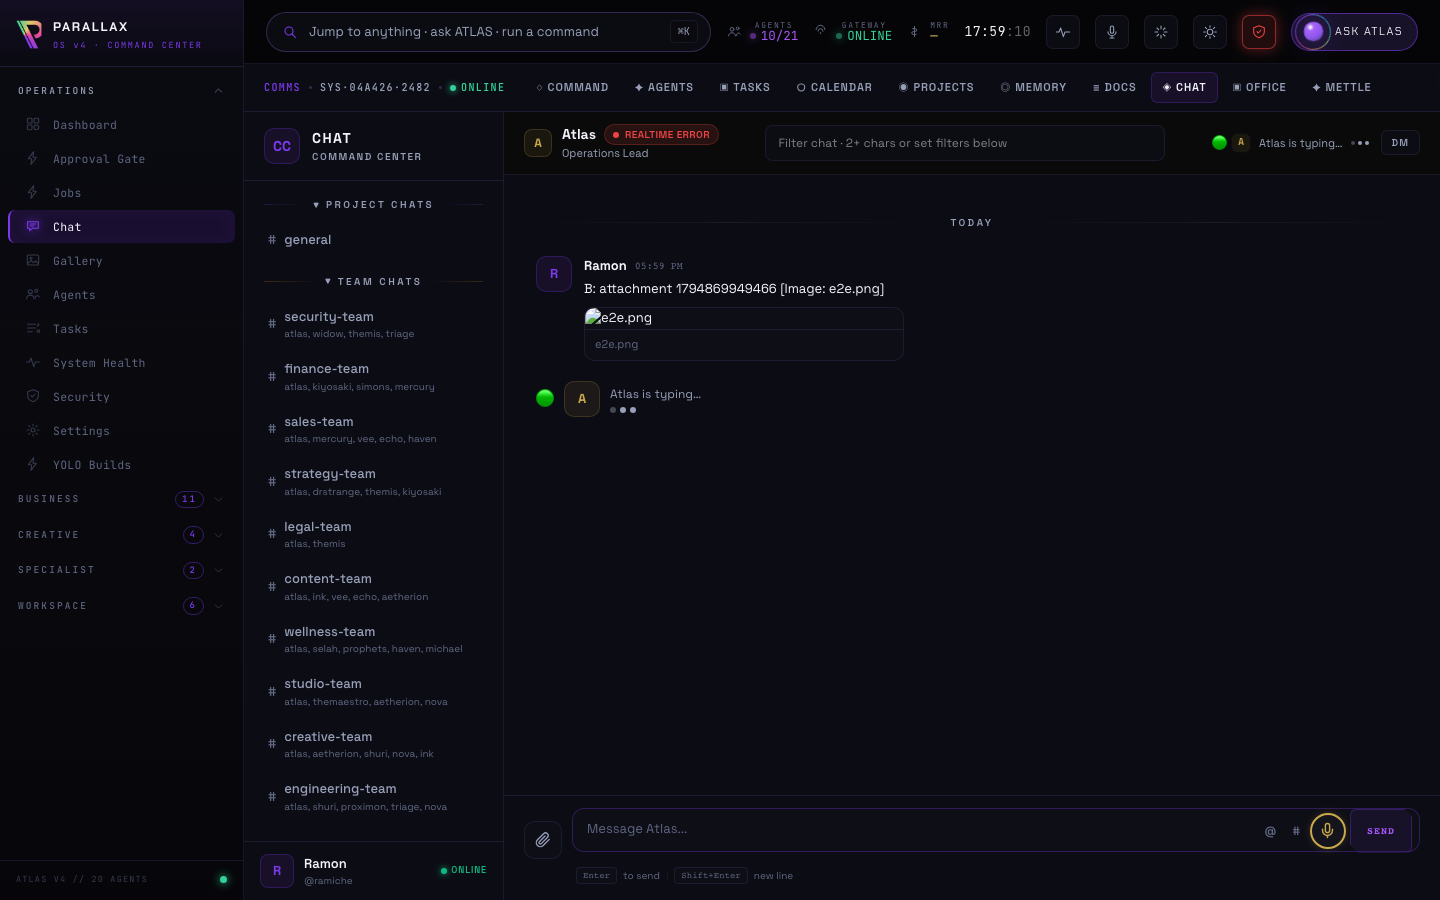 PARALLAX
OS v4 · COMMAND CENTER
OPERATIONS
Dashboard
Approval Gate
Jobs
Chat
Gallery
Agents
Tasks
System Health
Security
Settings
YOLO Builds
BUSINESS 11
CREATIVE 4
SPECIALIST 2
WORKSPACE 6
ATLAS V4 // 20 AGENTS
Jump to anything · ask ATLAS · run a command ⌘K
AGENTS
10/21
GATEWAY
ONLINE
MRR
—
17:59:10
ASK ATLAS
COMMS · SYS·04A426·2482 · ONLINE
COMMAND
AGENTS
TASKS
CALENDAR
PROJECTS
MEMORY
DOCS
CHAT
OFFICE
METTLE
CC
CHAT
COMMAND CENTER
▼ PROJECT CHATS
# general
▼ TEAM CHATS
# security-team
atlas, widow, themis, triage
# finance-team
atlas, kiyosaki, simons, mercury
# sales-team
atlas, mercury, vee, echo, haven
# strategy-team
atlas, drstrange, themis, kiyosaki
# legal-team
atlas, themis
# content-team
atlas, ink, vee, echo, aetherion
# wellness-team
atlas, selah, prophets, haven, michael
# studio-team
atlas, themaestro, aetherion, nova
# creative-team
atlas, aetherion, shuri, nova, ink
# engineering-team
atlas, shuri, proximon, triage, nova
R
Ramon
@ramiche
ONLINE
A
Atlas REALTIME ERROR
Operations Lead
Filter chat · 2+ chars or set filters below
A Atlas is typing...
DM
TODAY
R
Ramon 05:59 PM
B: attachment 1794869949466 [Image: e2e.png]
e2e.png
e2e.png
A
Atlas is typing...
Message Atlas...
@ # SEND
Enter to send Shift+Enter new line